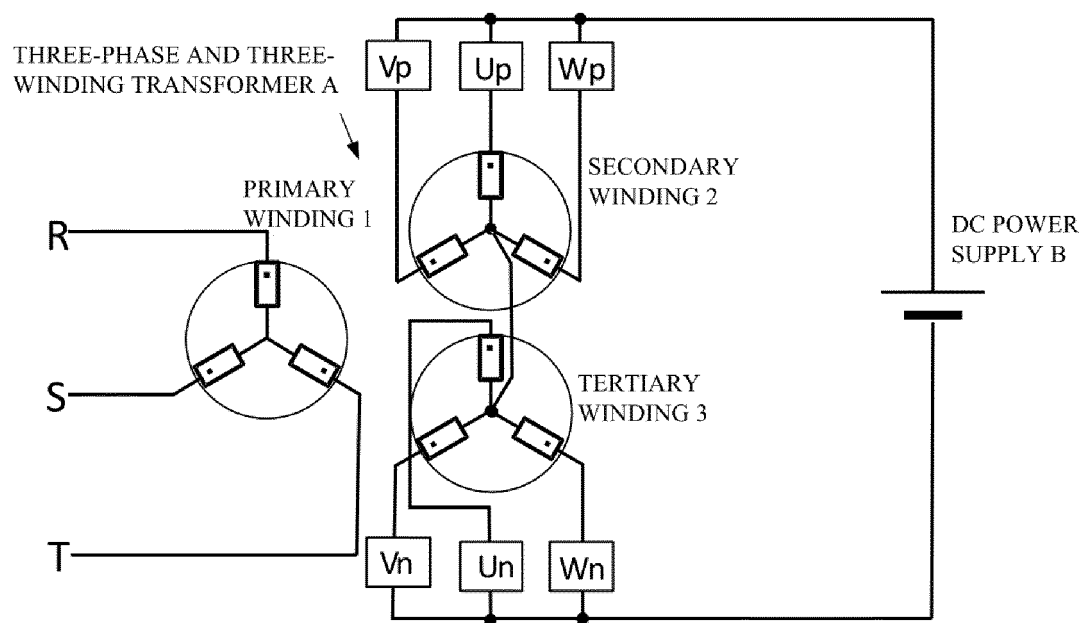 THREE-PHASE AND THREE-
WINDING TRANSFORMER A
Vp
Up
Wp
PRIMARY
WINDING 1
SECONDARY
WINDING 2
R
S
T
DC POWER
SUPPLY B
TERTIARY
WINDING 3
Vn
Un
Wn